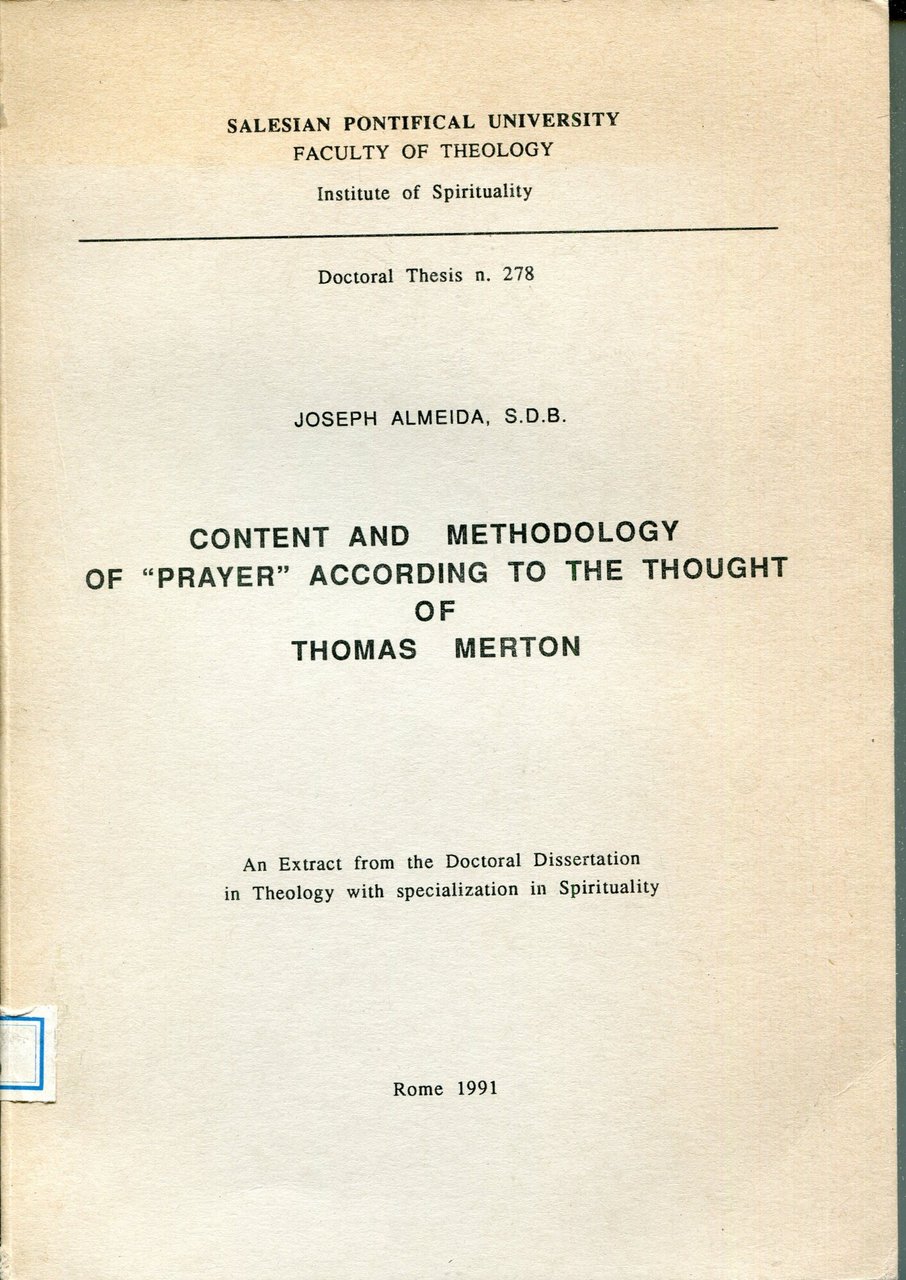 SALESIAN PONTIFICAL UNIVERSITY
FACULTY OF THEOLOGY
Institute of Spirituality
Doctoral Thesis n. 278
JOSEPH ALMEIDA, S.D.B.
CONTENT AND METHODOLOGY
OF “PRAYER” ACCORDING TO THE THOUGHT
OF
THOMAS MERTON
An Extract from the Doctoral Dissertation
in Theology with specialization in Spirituality
Rome 1991